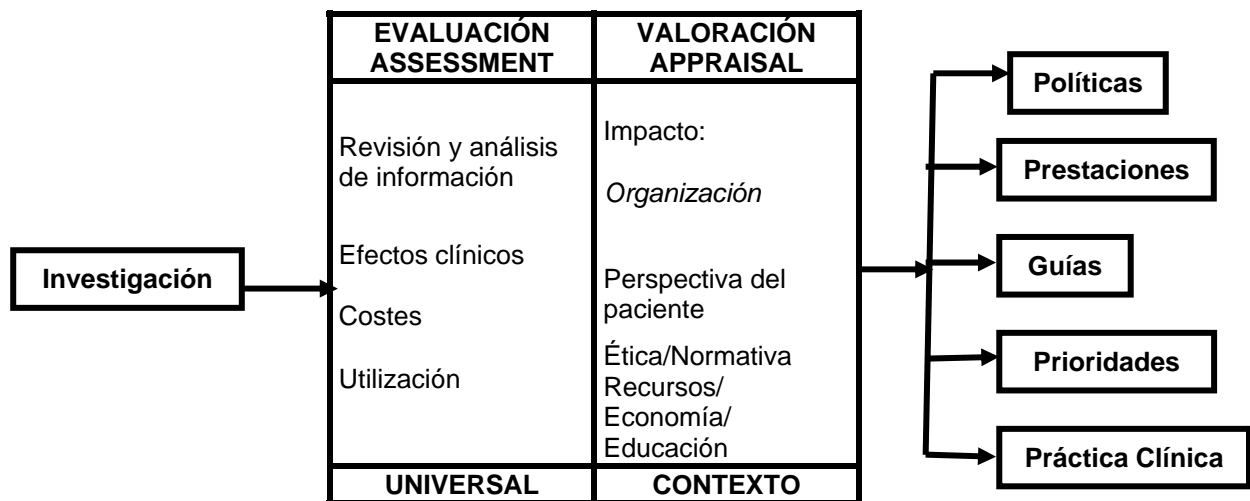 Investigación
EVALUACIÓN
ASSESSMENT
Revisión y análisis
de información
Efectos clínicos
Costes
Utilización
UNIVERSAL
VALORACIÓN
APPRAISAL
Impacto:
Organización
Perspectiva del
paciente
Ética/Normativa
Recursos/
Economía/
Educación
CONTEXTO
Políticas
Prestaciones
Guías
Prioridades
Práctica Clínica